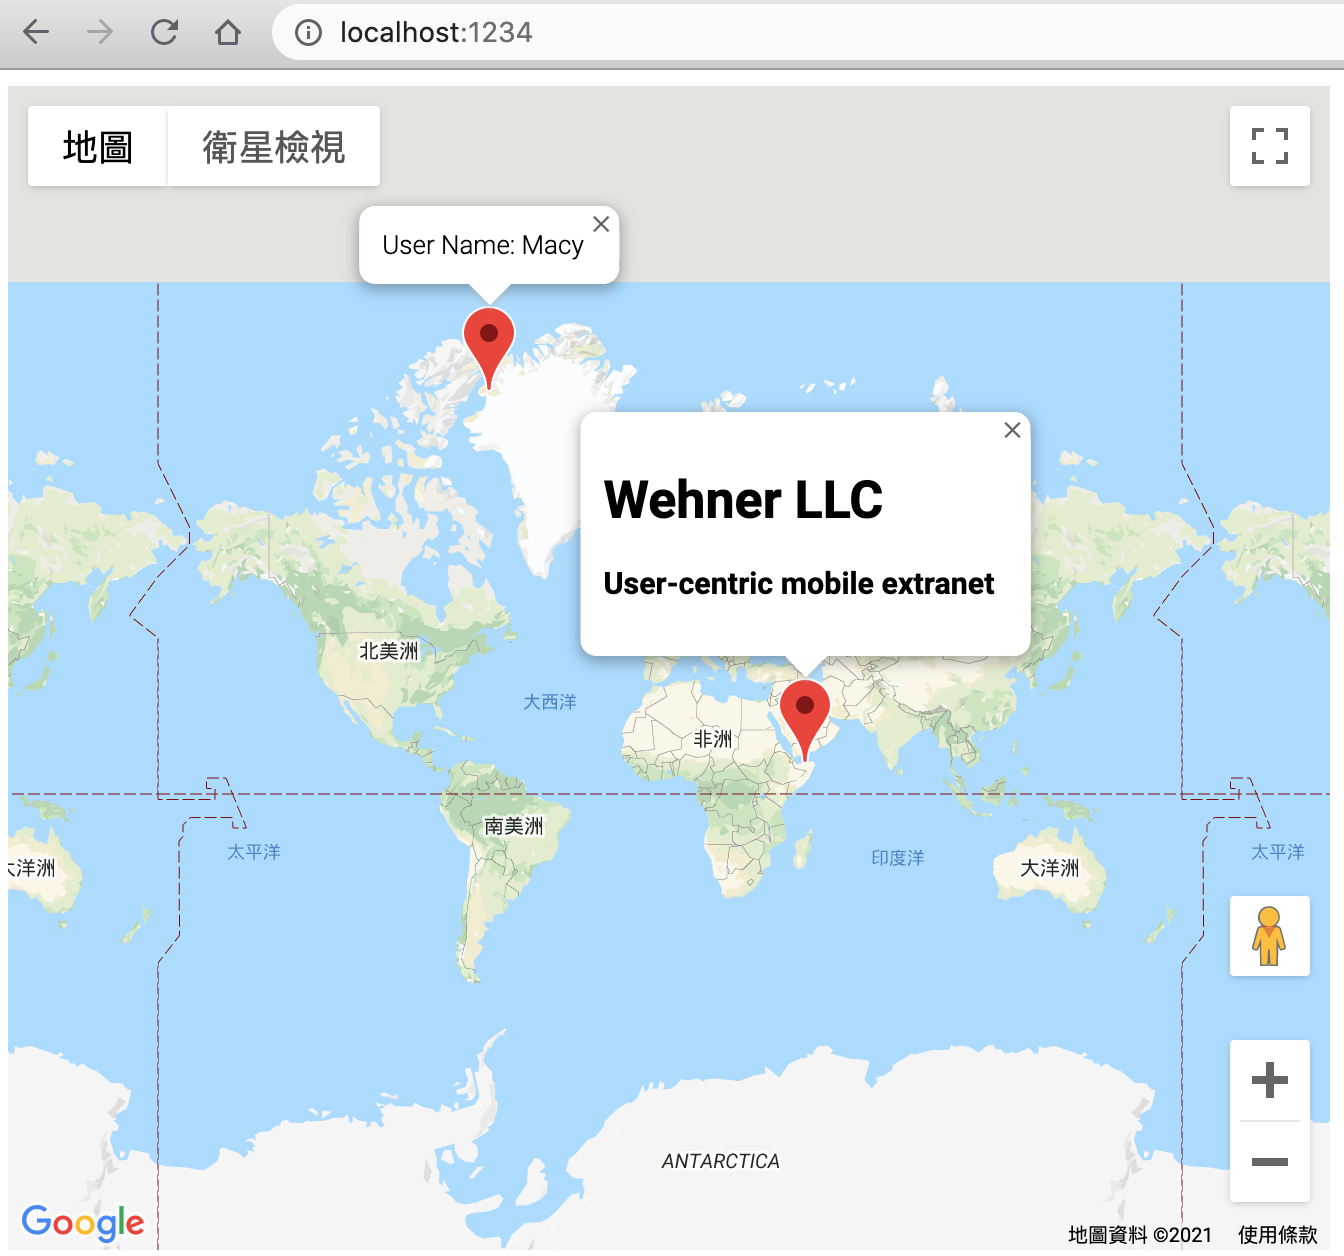 localhost:1234
地圖
衛星檢視
User Name: Macy
Wehner LLC
User-centric mobile extranet
北美洲
大西洋
非洲
南美洲
太平洋
印度洋
大洋洲
太平洋
大洋洲
ANTARCTICA
Google
地圖資料 ©2021
使用條款